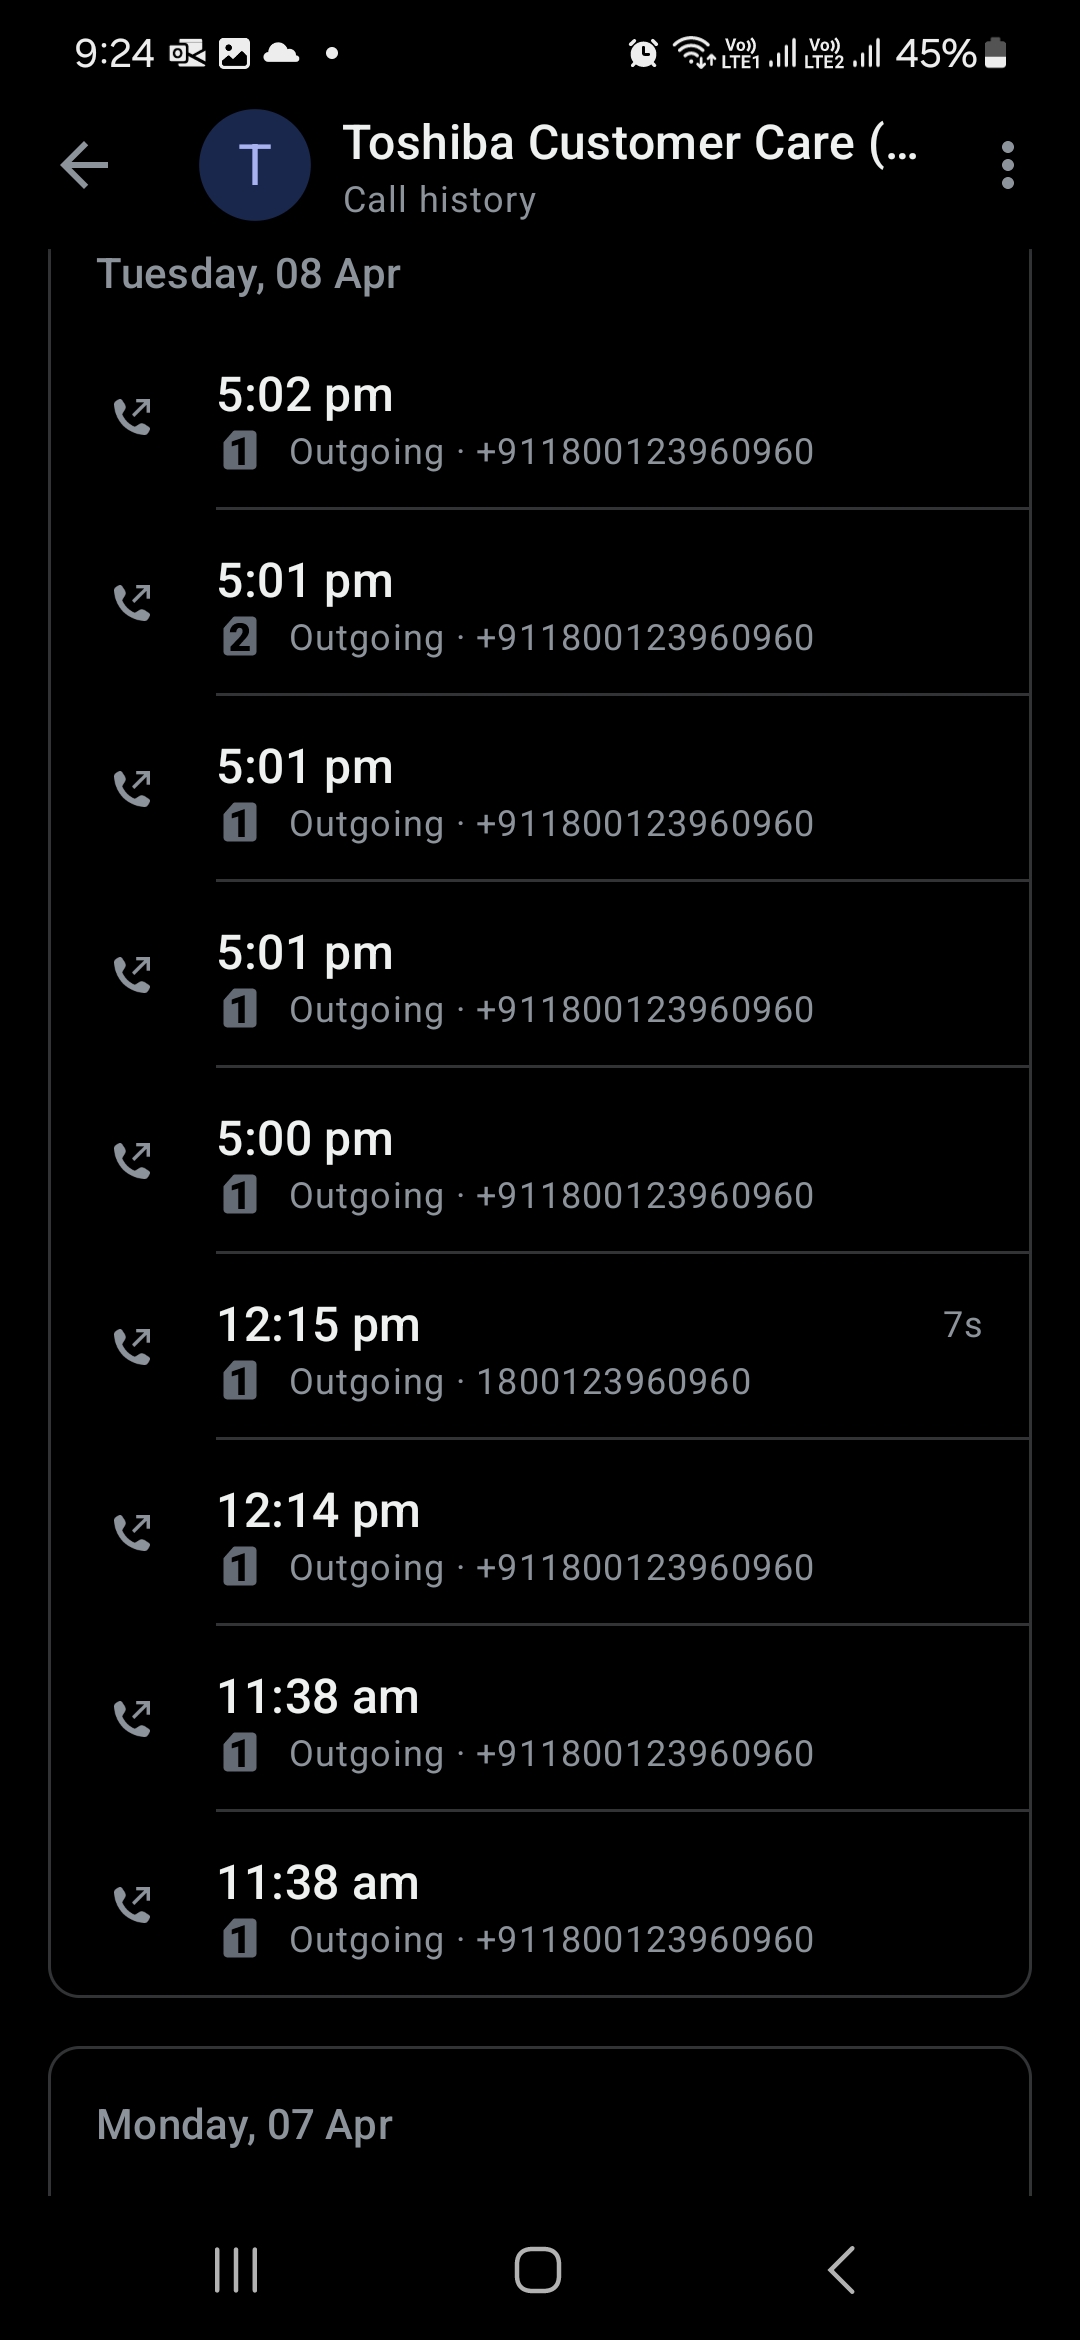 9:24
Vo)) LTE1 Vo)) LTE2 45%
T
Toshiba Customer Care (...
Call history
Tuesday, 08 Apr
5:02 pm
1 Outgoing · +911800123960960
5:01 pm
2 Outgoing · +911800123960960
5:01 pm
1 Outgoing · +911800123960960
5:01 pm
1 Outgoing · +911800123960960
5:00 pm
1 Outgoing · +911800123960960
12:15 pm 7s
1 Outgoing · 1800123960960
12:14 pm
1 Outgoing · +911800123960960
11:38 am
1 Outgoing · +911800123960960
11:38 am
1 Outgoing · +911800123960960
Monday, 07 Apr